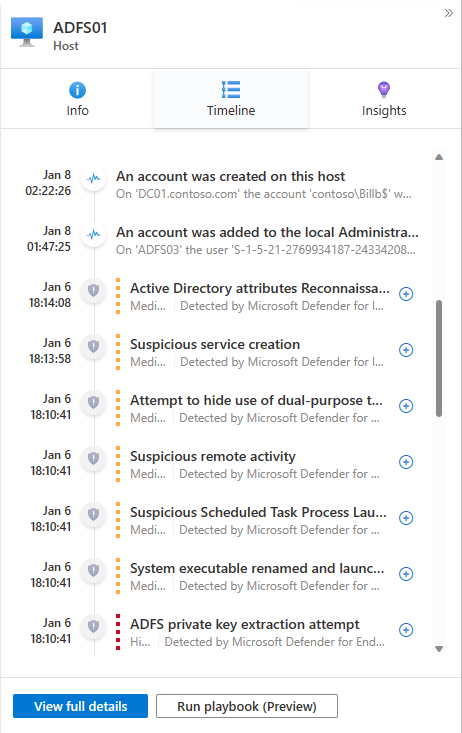 »
ADFS01
Host
Info
Timeline
Insights
Jan 8
02:22:26
An account was created on this host
On 'DC01.contoso.com' the account 'contoso\Billb$' w...
Jan 8
01:47:25
An account was added to the local Administra...
On 'ADFS03' the user 'S-1-5-21-2769934187-24334208...
Jan 6
18:14:08
Active Directory attributes Reconnaissa...
Medi... Detected by Microsoft Defender for I...
Jan 6
18:13:58
Suspicious service creation
Medi... Detected by Microsoft Defender for I...
Jan 6
18:10:41
Attempt to hide use of dual-purpose t...
Medi... Detected by Microsoft Defender for ...
Jan 6
18:10:41
Suspicious remote activity
Medi... Detected by Microsoft Defender for ...
Jan 6
18:10:41
Suspicious Scheduled Task Process Lau...
Medi... Detected by Microsoft Defender for ...
Jan 6
18:10:41
System executable renamed and launc...
Medi... Detected by Microsoft Defender for ...
Jan 6
18:10:41
ADFS private key extraction attempt
Hi... Detected by Microsoft Defender for End...
View full details
Run playbook (Preview)